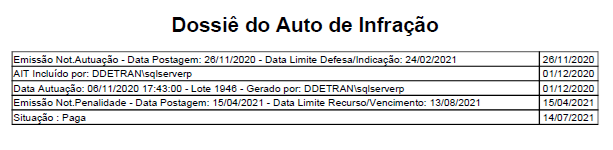 Dossiê do Auto de Infração
Emissão Not.Autuação - Data Postagem: 26/11/2020 - Data Limite Defesa/Indicação: 24/02/2021 26/11/2020
AIT Incluído por: DDETRAN\sqlserverp 01/12/2020
Data Autuação: 06/11/2020 17:43:00 - Lote 1946 - Gerado por: DDETRAN\sqlserverp 01/12/2020
Emissão Not.Penalidade - Data Postagem: 15/04/2021 - Data Limite Recurso/Vencimento: 13/08/2021 15/04/2021
Situação : Paga 14/07/2021